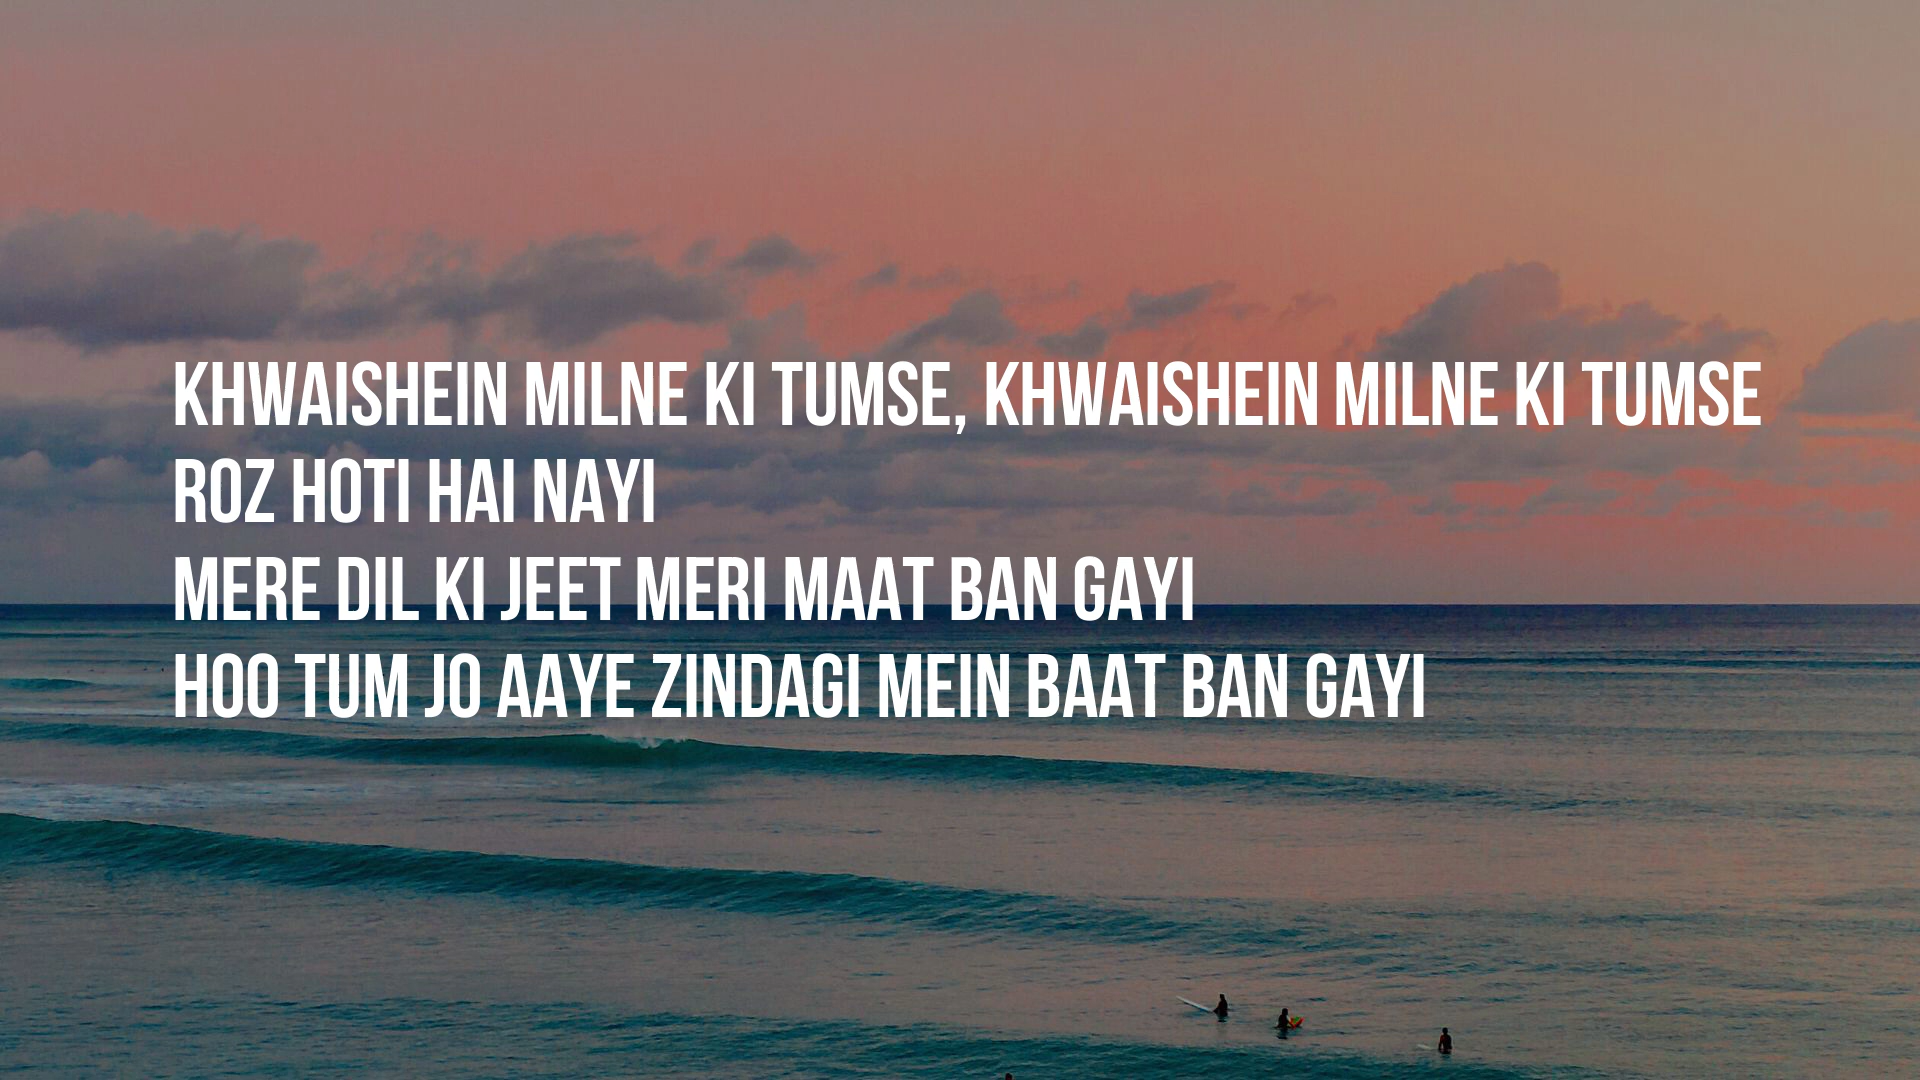 KHWAISHEIN MILNE KI TUMSE, KHWAISHEIN MILNE KI TUMSE
ROZ HOTI HAI NAYI
MERE DIL KI JEET MERI MAAT BAN GAYI
HOO TUM JO AAYE ZINDAGI MEIN BAAT BAN GAYI